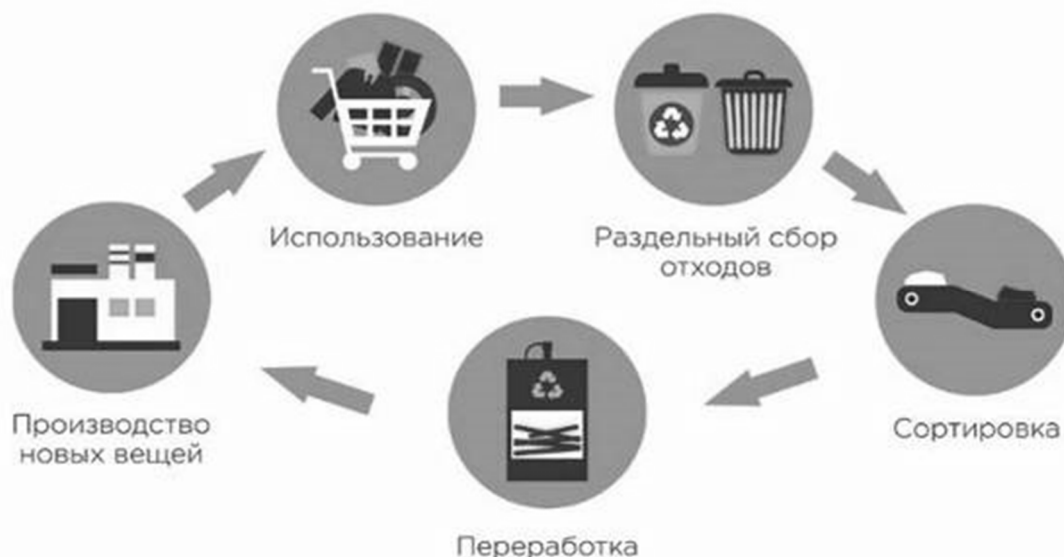 Использование
Раздельный сбор
отходов
Сортировка
Переработка
Производство
новых вещей